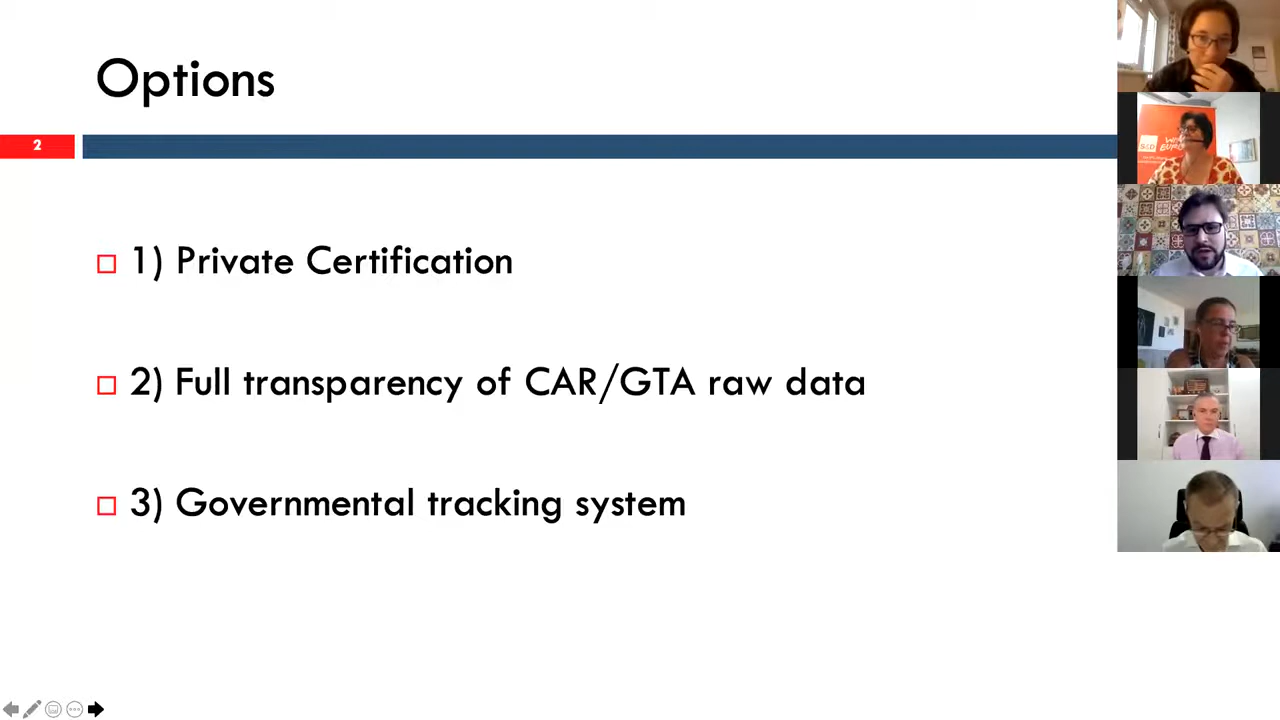 Options
2
1) Private Certification
2) Full transparency of CAR/GTA raw data
3) Governmental tracking system
S&D